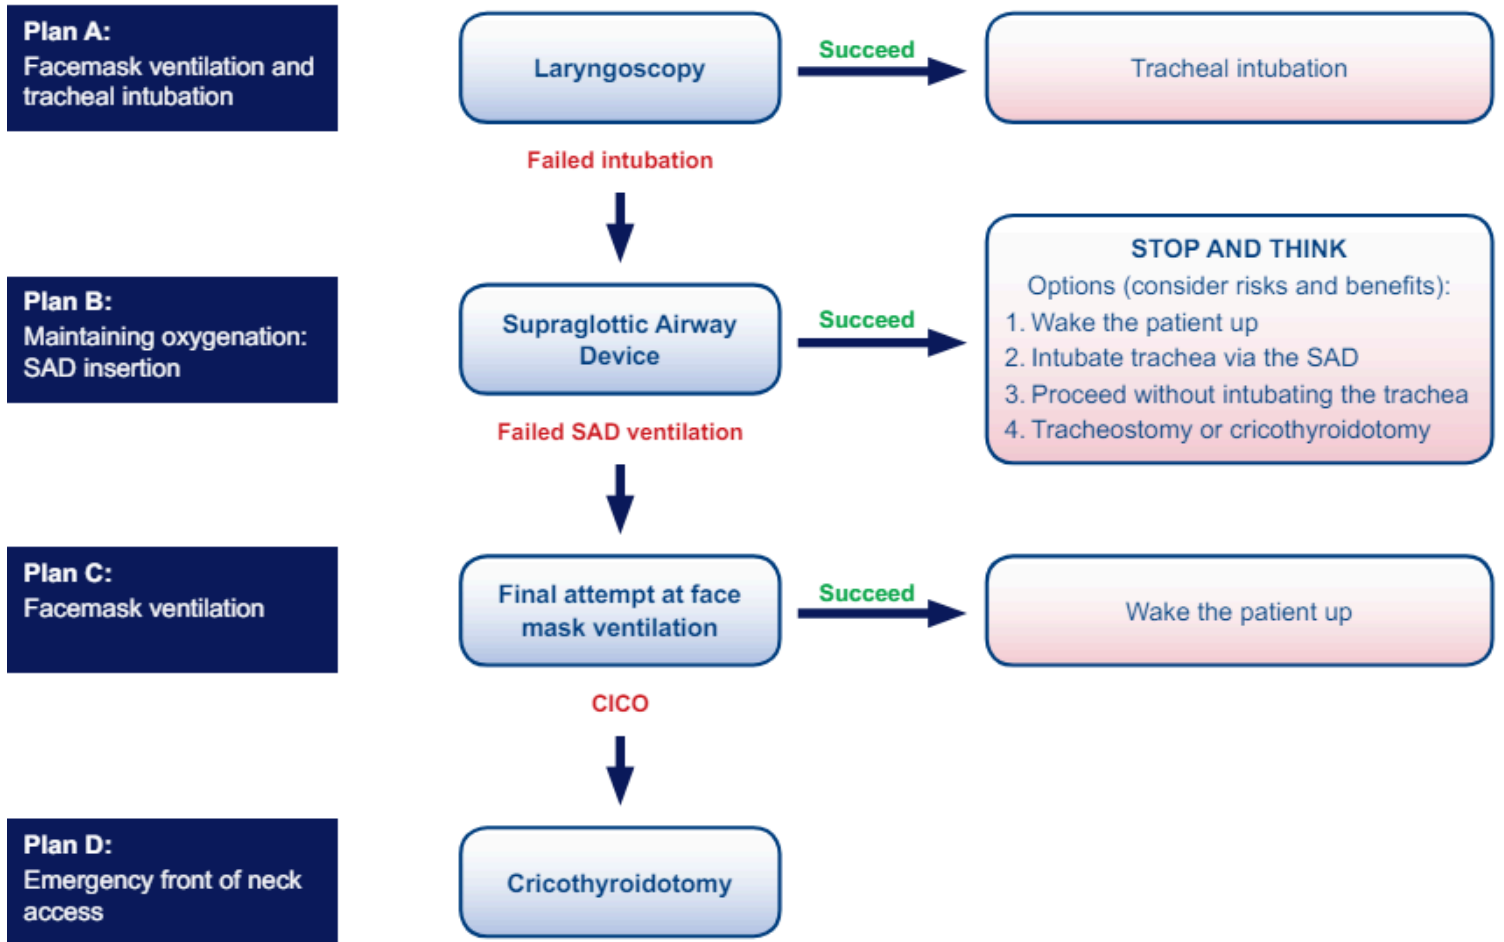 Plan A:
Facemask ventilation and
tracheal intubation
Laryngoscopy
Succeed
Tracheal intubation
Failed intubation
Plan B:
Maintaining oxygenation:
SAD insertion
Supraglottic Airway
Device
Succeed
STOP AND THINK
Options (consider risks and benefits):
1. Wake the patient up
2. Intubate trachea via the SAD
3. Proceed without intubating the trachea
4. Tracheostomy or cricothyroidotomy
Failed SAD ventilation
Plan C:
Facemask ventilation
Final attempt at face
mask ventilation
Succeed
Wake the patient up
CICO
Plan D:
Emergency front of neck
access
Cricothyroidotomy